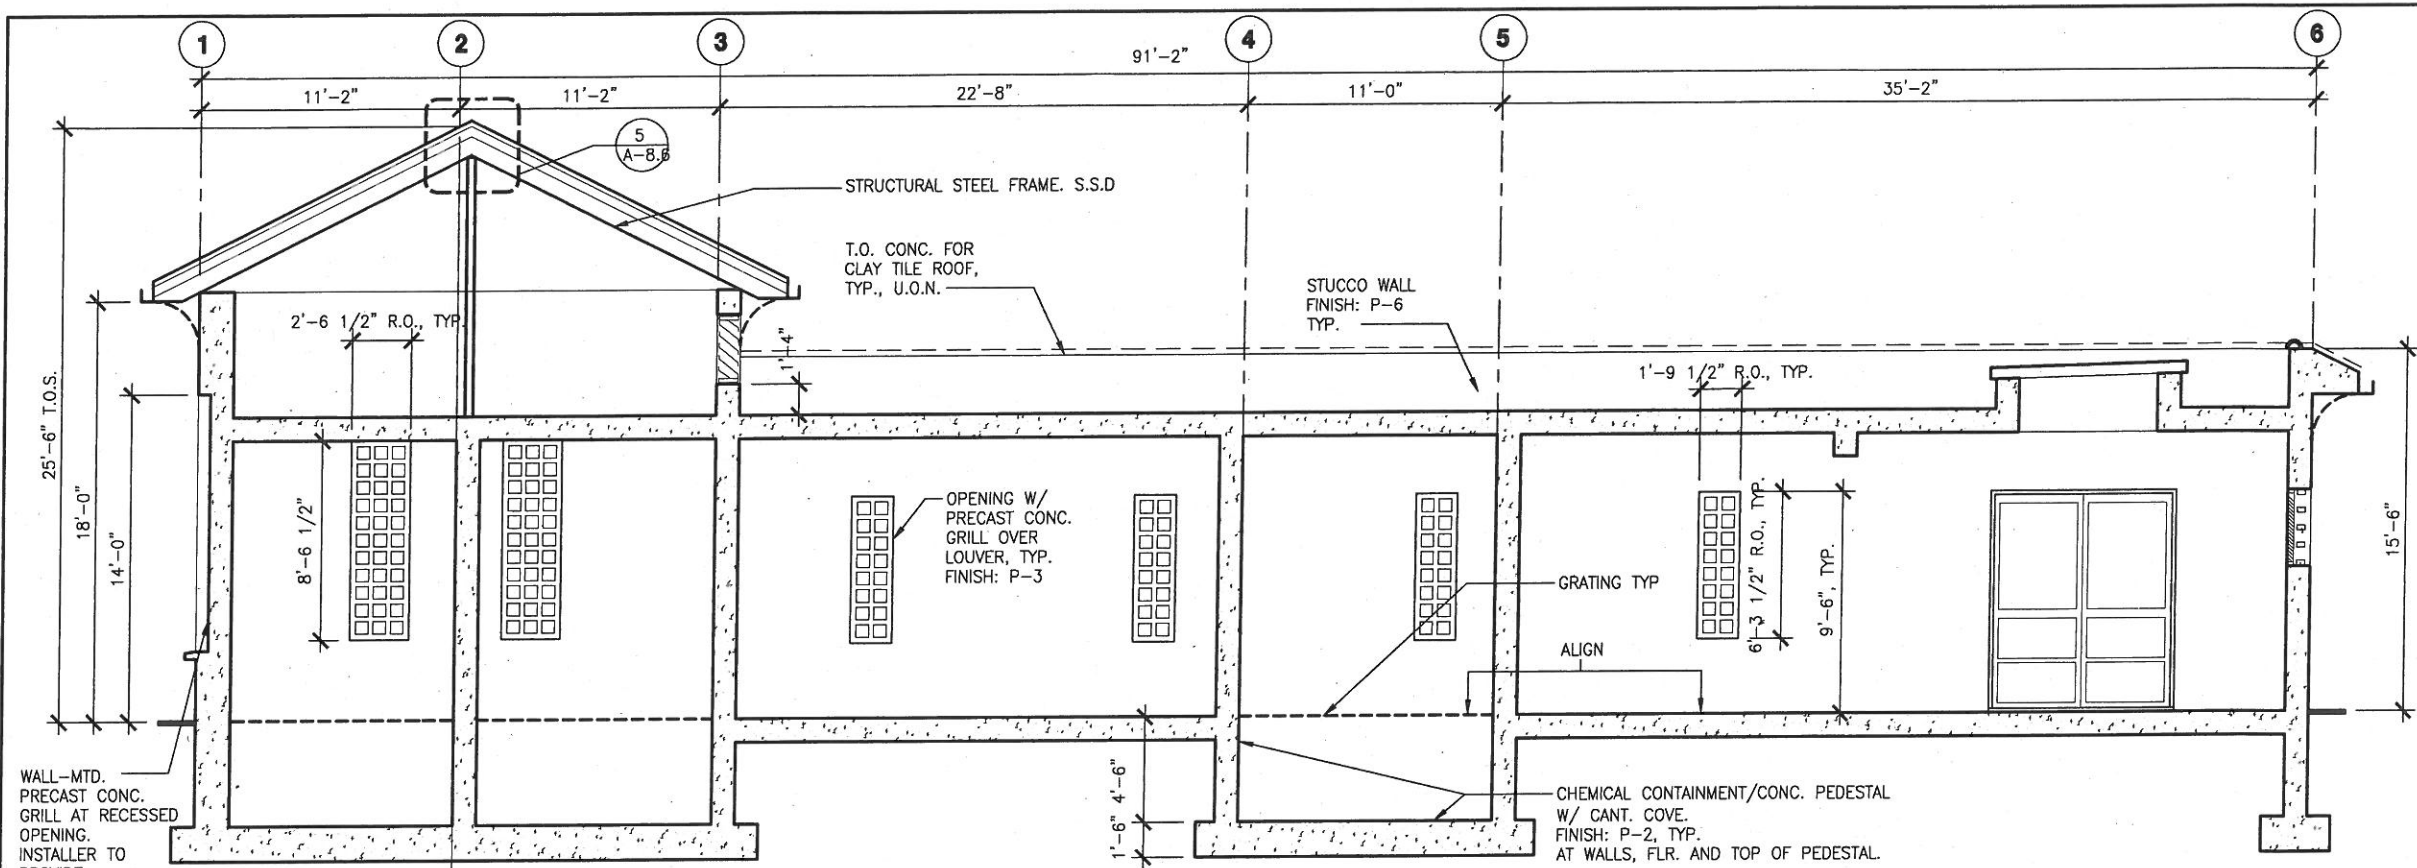 1
2
3
4
5
6
91'-2"
11'-2"
11'-2"
22'-8"
11'-0"
35'-2"
5
A-8.6
STRUCTURAL STEEL FRAME. S.S.D
T.O. CONC. FOR
CLAY TILE ROOF,
TYP., U.O.N.
STUCCO WALL
FINISH: P-6
TYP.
2'-6 1/2" R.O., TYP.
1'-4"
1'-9 1/2" R.O., TYP.
25'-6" T.O.S.
18'-0"
14'-0"
8'-6 1/2"
OPENING W/
PRECAST CONC.
GRILL OVER
LOUVER, TYP.
FINISH: P-3
GRATING TYP
ALIGN
6'-3 1/2" R.O., TYP.
9'-6", TYP.
15'-6"
WALL-MTD.
PRECAST CONC.
GRILL AT RECESSED
OPENING.
INSTALLER TO
4'-6"
1'-6"
CHEMICAL CONTAINMENT/CONC. PEDESTAL
W/ CANT. COVE.
FINISH: P-2, TYP.
AT WALLS, FLR. AND TOP OF PEDESTAL.